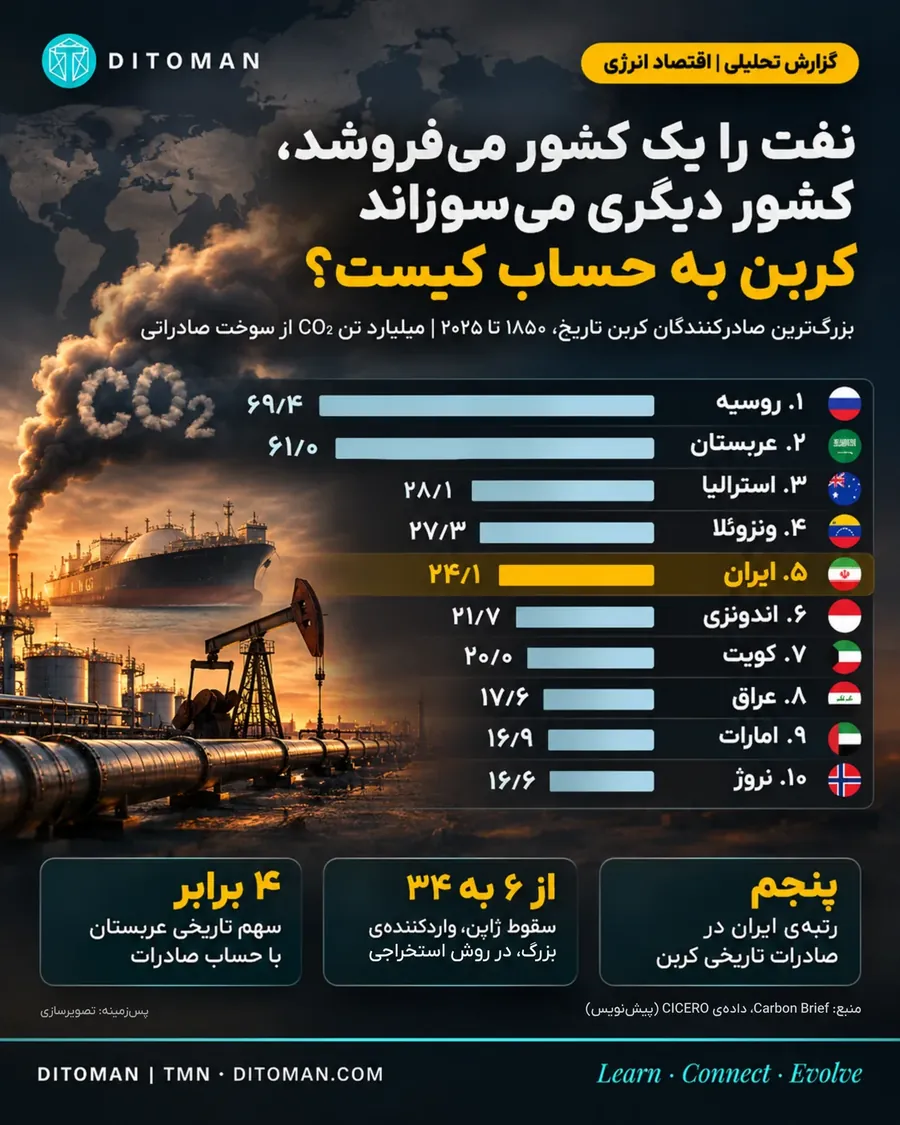 DITOMAN
گزارش تحلیلی | اقتصاد انرژی
نفت را یک کشور می‌فروشد،
کشور دیگری می‌سوزاند
کربن به حساب کیست؟
بزرگ‌ترین صادرکنندگان کربن تاریخ، ۱۸۵۰ تا ۲۰۲۵ | میلیارد تن CO₂ از سوخت صادراتی
CO₂
۱. روسیه ۶۹٫۴
۲. عربستان ۶۱٫۰
۳. استرالیا ۲۸٫۱
۴. ونزوئلا ۲۷٫۳
۵. ایران ۲۴٫۱
۶. اندونزی ۲۱٫۷
۷. کویت ۲۰٫۰
۸. عراق ۱۷٫۶
۹. امارات ۱۶٫۹
۱۰. نروژ ۱۶٫۶
پنجم
رتبه‌ی ایران در
صادرات تاریخی کربن
از ۶ به ۳۴
سقوط ژاپن، واردکننده‌ی
بزرگ، در روش استخراجی
۴ برابر
سهم تاریخی عربستان
با حساب صادرات
منبع: Carbon Brief، داده‌ی CICERO (پیش‌نویس)
پس‌زمینه: تصویرسازی
DITOMAN | TMN · DITOMAN.COM
Learn · Connect · Evolve